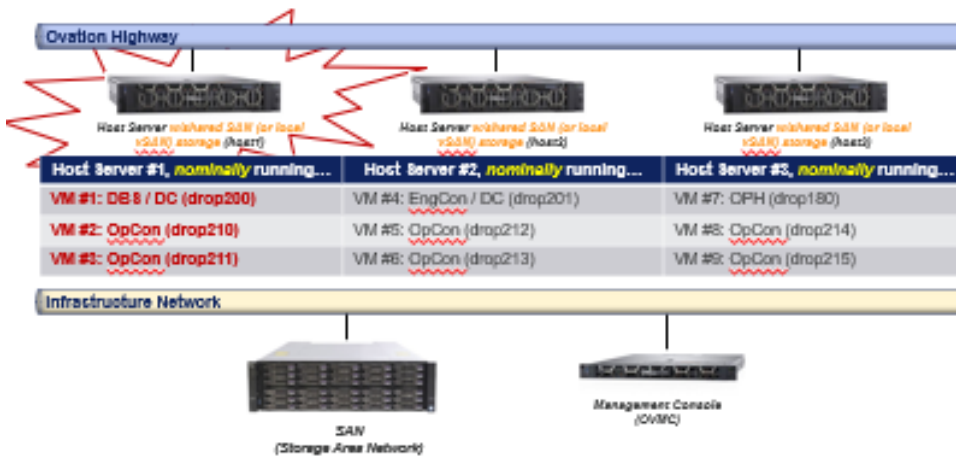 Ovation Highway
Host Server w/shared SAN (or local
vSAN) storage (host1)
Host Server w/shared SAN (or local
vSAN) storage (host2)
Host Server w/shared SAN (or local
vSAN) storage (host3)
Host Server #1, nominally running… Host Server #2, nominally running… Host Server #3, nominally running…
VM #1: DBS / DC (drop200) VM #4: EngCon / DC (drop201) VM #7: OPH (drop180)
VM #2: OpCon (drop210) VM #5: OpCon (drop212) VM #8: OpCon (drop214)
VM #3: OpCon (drop211) VM #6: OpCon (drop213) VM #9: OpCon (drop215)
Infrastructure Network
SAN
(Storage Area Network)
Management Console
(OVMC)